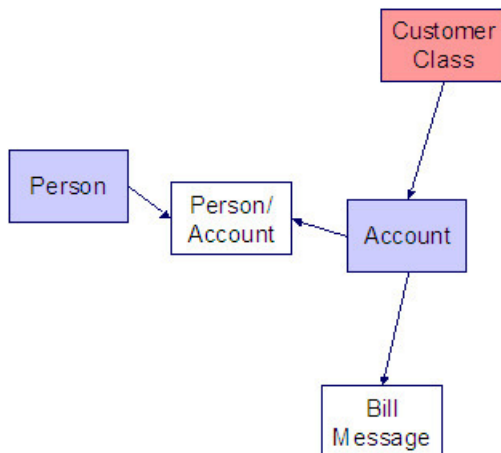 Customer
Class
Person
Person/
Account
Account
Bill
Message